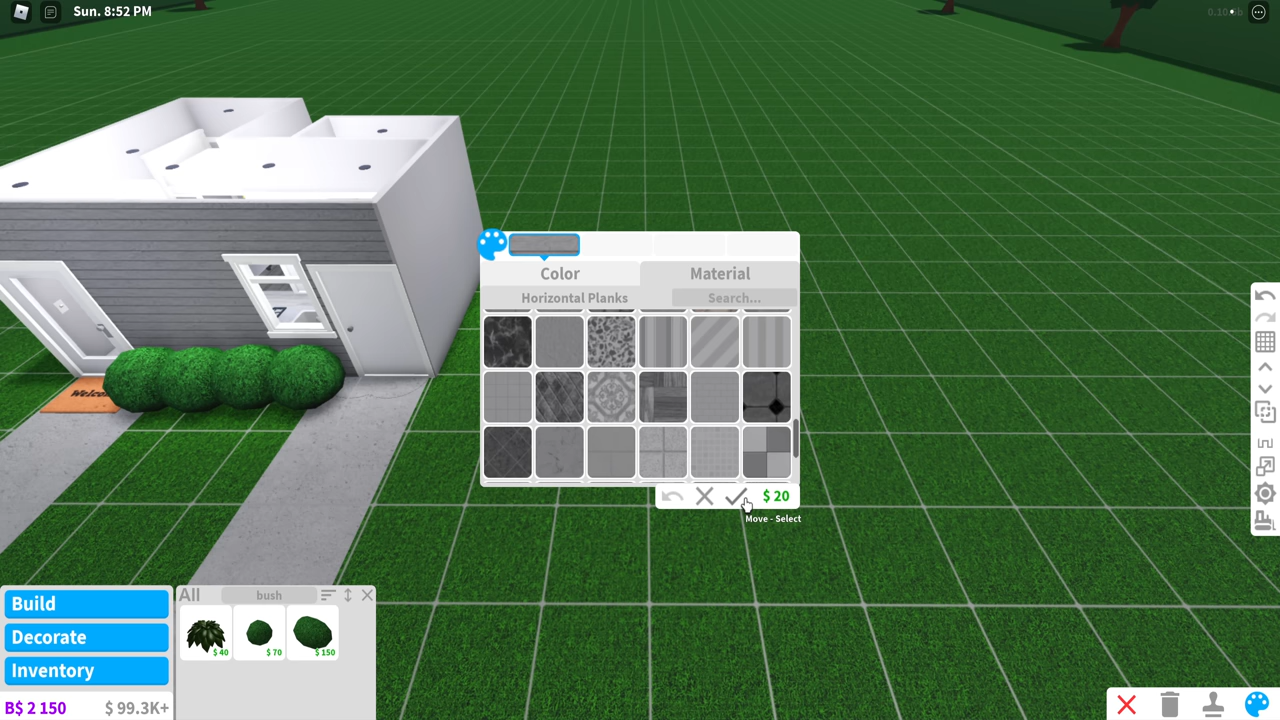 Sun. 8:52 PM
Color
Material
Horizontal Planks
Search...
$ 20
Move - Select
Build
Decorate
Inventory
B$ 2 150
$ 99.3K+
All
bush
$ 40
$ 70
$ 150